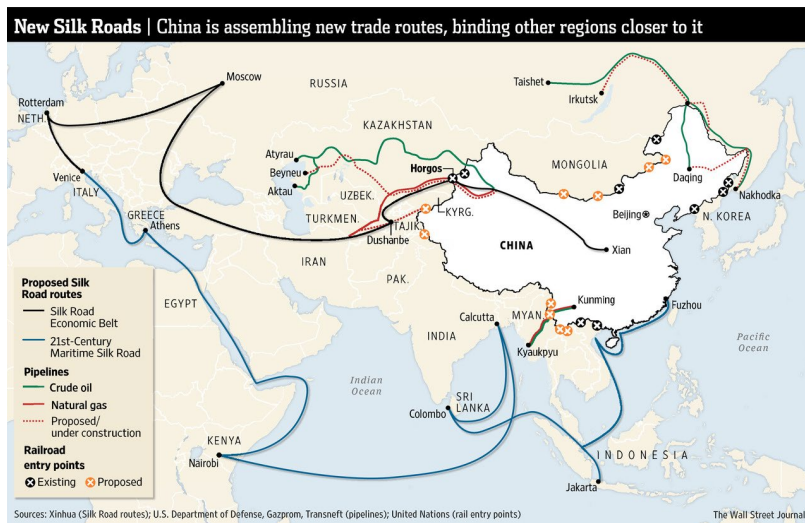 New Silk Roads | China is assembling new trade routes, binding other regions closer to it
Moscow
RUSSIA
Taishet
Irkutsk
Rotterdam
NETH.
KAZAKHSTAN
Atyrau
Beyneu
Aktau
Horgos
MONGOLIA
Daqing
Nakhodka
Venice
ITALY
UZBEK.
TURKMEN.
KYRG.
TAJIK.
Dushanbe
GREECE
Athens
Beijing
N. KOREA
CHINA
Xian
IRAN
PAK.
EGYPT
Calcutta
MYAN.
Kunming
Fuzhou
INDIA
Kyaukpyu
Pacific
Ocean
Indian
Ocean
SRI
LANKA
Colombo
KENYA
Nairobi
INDONESIA
Jakarta
Proposed Silk
Road routes
Silk Road
Economic Belt
21st-Century
Maritime Silk Road
Pipelines
Crude oil
Natural gas
Proposed/
under construction
Railroad
entry points
Existing
Proposed
Sources: Xinhua (Silk Road routes); U.S. Department of Defense, Gazprom, Transneft (pipelines); United Nations (rail entry points)
The Wall Street Journal